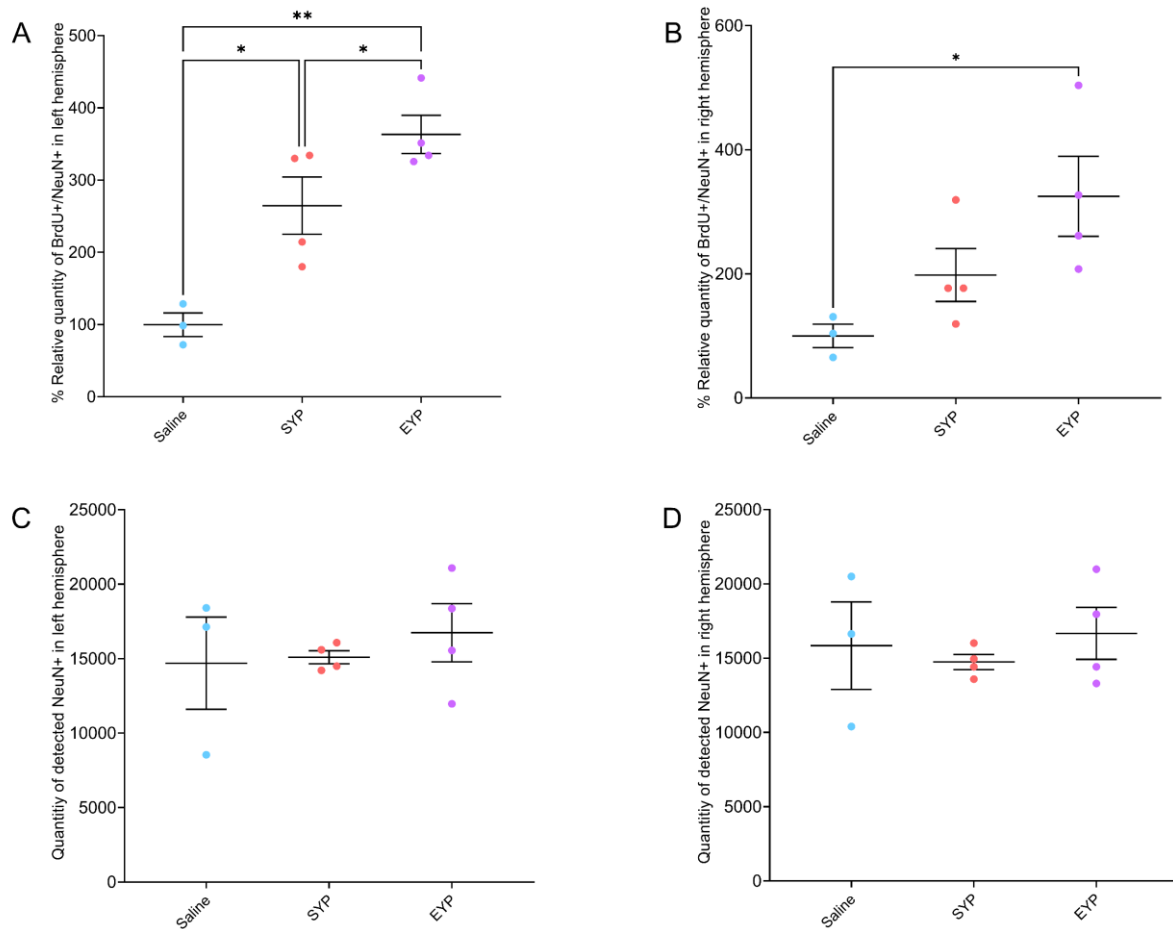 A
% Relative quantity of BrdU+/NeuN+ in left hemisphere
500
400
300
200
100
0
**
*
*
Saline
SYP
EYP
B
% Relative quantity of BrdU+/NeuN+ in right hemisphere
600
400
200
0
*
Saline
SYP
EYP
C
Quantitiy of detected NeuN+ in left hemisphere
25000
20000
15000
10000
5000
0
Saline
SYP
EYP
D
Quantitiy of detected NeuN+ in right hemisphere
25000
20000
15000
10000
5000
0
Saline
SYP
EYP